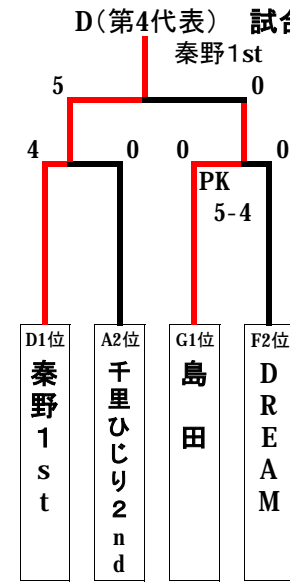 D(第4代表) 試合
秦野1st
5 0
4 0 0 0
PK
5-4
D1位 A2位 G1位 F2位
秦野1st
千里ひじり2nd
島田
DREAM